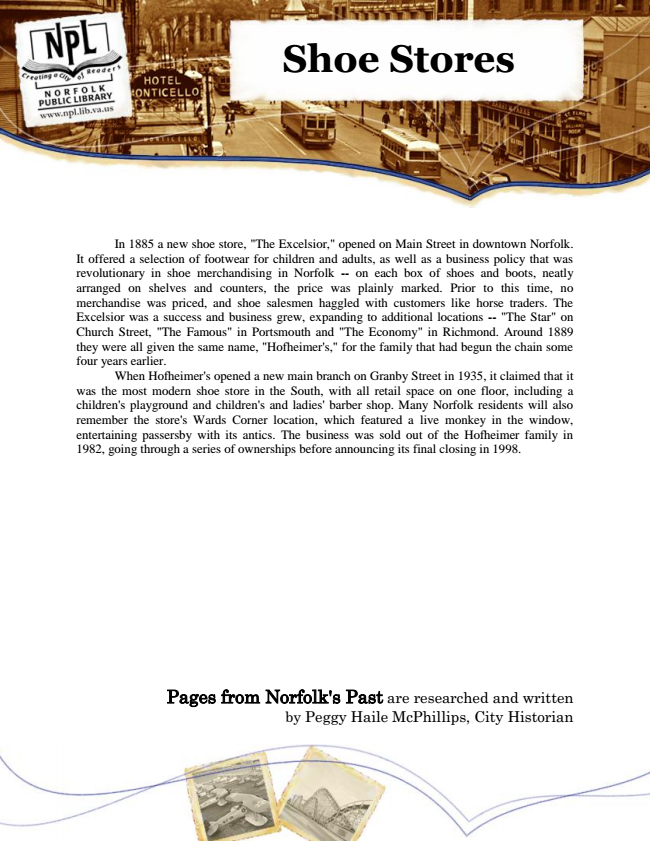 NPL
Creating a City of Readers
NORFOLK
PUBLIC LIBRARY
www.npl.lib.va.us
HOTEL
MONTICELLO
Shoe Stores
In 1885 a new shoe store, "The Excelsior," opened on Main Street in downtown Norfolk.
It offered a selection of footwear for children and adults, as well as a business policy that was
revolutionary in shoe merchandising in Norfolk -- on each box of shoes and boots, neatly
arranged on shelves and counters, the price was plainly marked. Prior to this time, no
merchandise was priced, and shoe salesmen haggled with customers like horse traders. The
Excelsior was a success and business grew, expanding to additional locations -- "The Star" on
Church Street, "The Famous" in Portsmouth and "The Economy" in Richmond. Around 1889
they were all given the same name, "Hofheimer's," for the family that had begun the chain some
four years earlier.
When Hofheimer's opened a new main branch on Granby Street in 1935, it claimed that it
was the most modern shoe store in the South, with all retail space on one floor, including a
children's playground and children's and ladies' barber shop. Many Norfolk residents will also
remember the store's Wards Corner location, which featured a live monkey in the window,
entertaining passersby with its antics. The business was sold out of the Hofheimer family in
1982, going through a series of ownerships before announcing its final closing in 1998.
Pages from Norfolk's Past are researched and written
by Peggy Haile McPhillips, City Historian